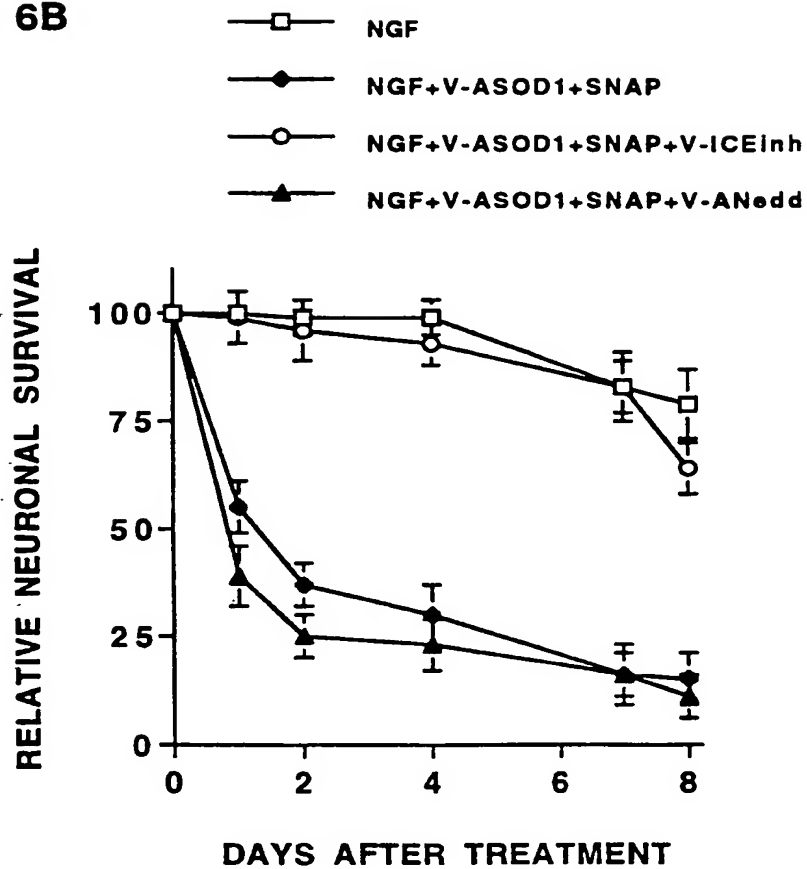 6B
NGF
NGF+V-ASOD1+SNAP
NGF+V-ASOD1+SNAP+V-ICEinh
NGF+V-ASOD1+SNAP+V-ANedd
RELATIVE NEURONAL SURVIVAL
100
75
50
25
0
0 2 4 6 8
DAYS AFTER TREATMENT